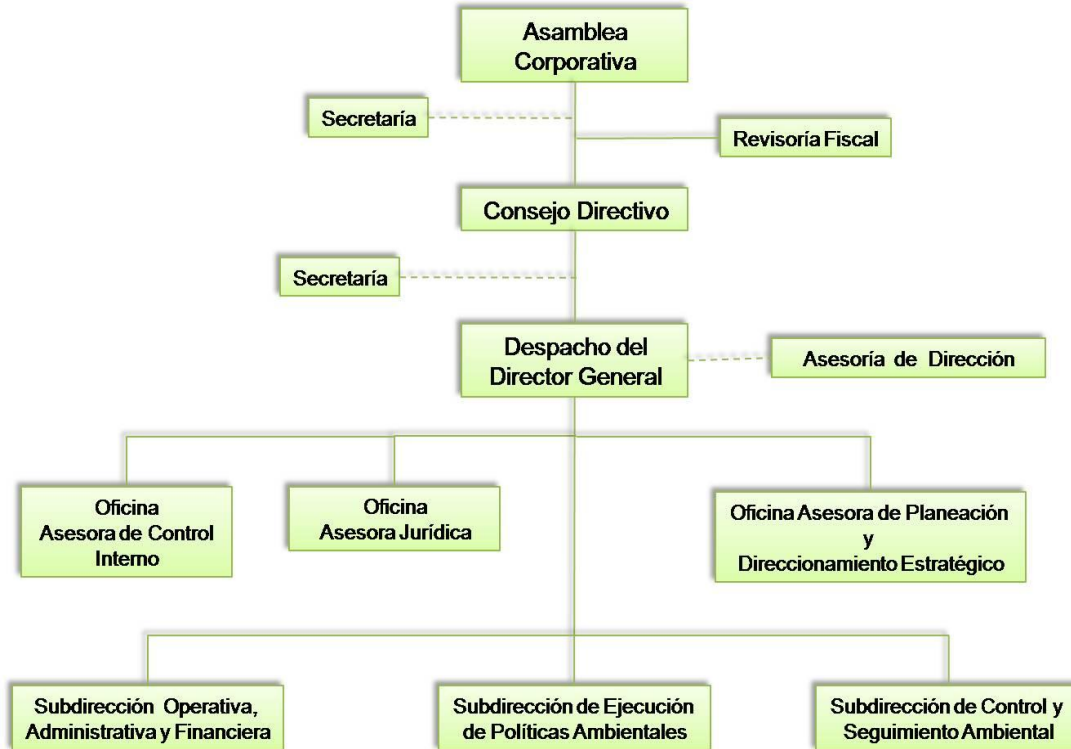 Asamblea
Corporativa
Secretaría
Revisoría Fiscal
Consejo Directivo
Secretaría
Despacho del
Director General
Asesoría de Dirección
Oficina
Asesora de Control
Interno
Oficina
Asesora Jurídica
Oficina Asesora de Planeación
y
Direccionamiento Estratégico
Subdirección Operativa,
Administrativa y Financiera
Subdirección de Ejecución
de Políticas Ambientales
Subdirección de Control y
Seguimiento Ambiental